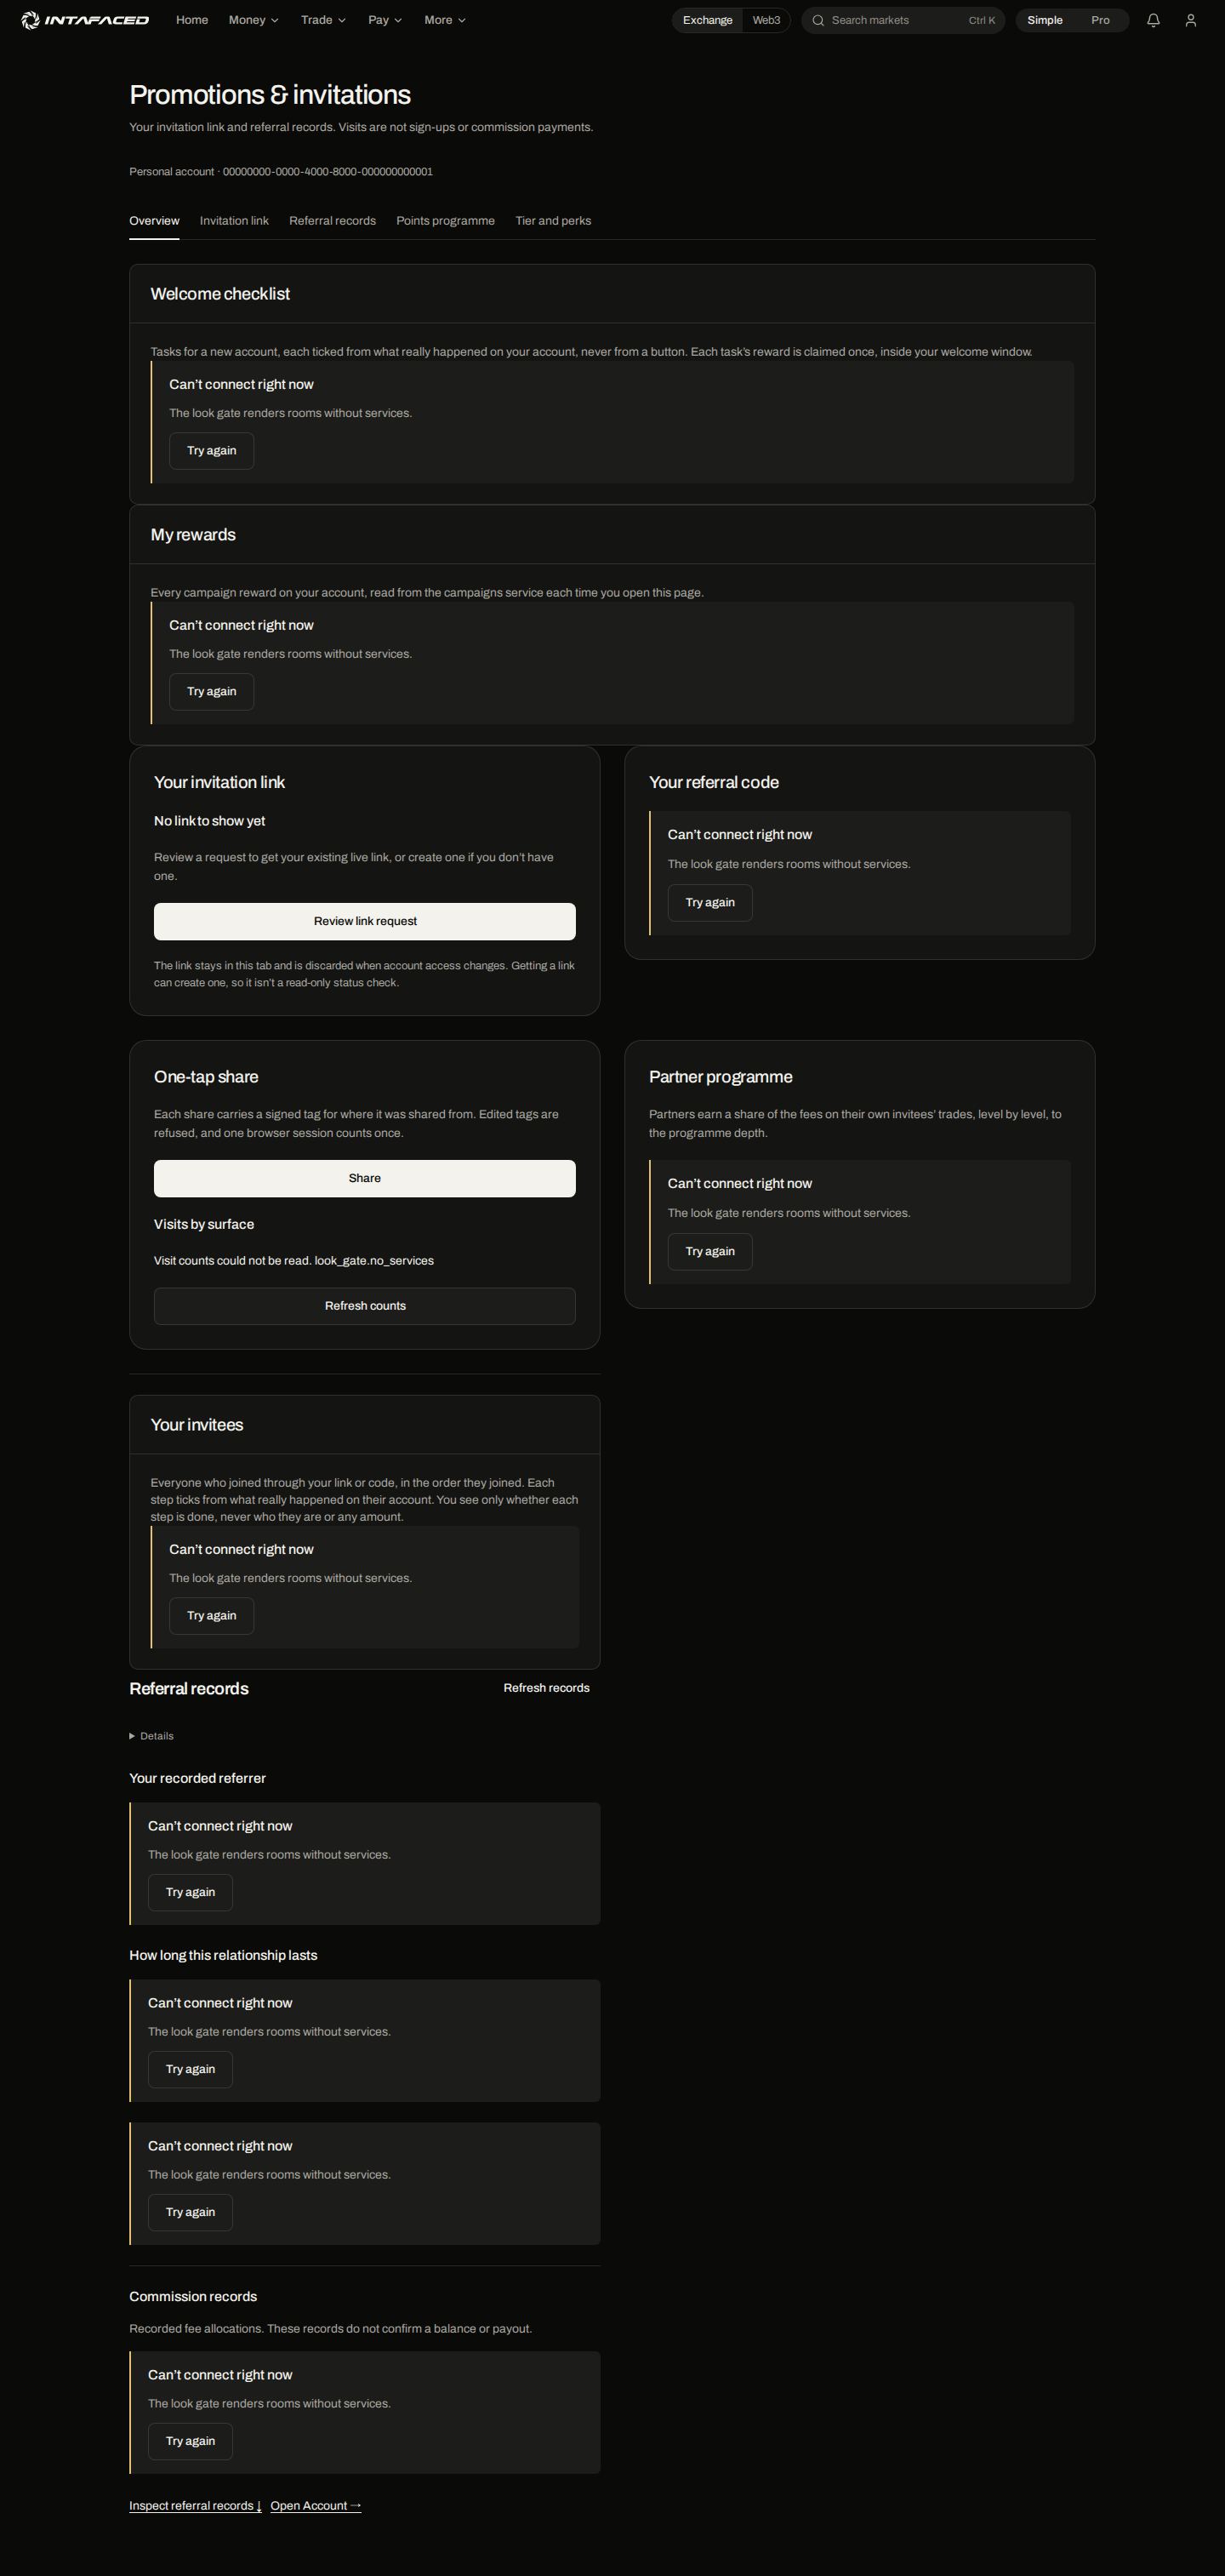 INTAFACED Home Money Trade Pay More Exchange Web3 Search markets Ctrl K Simple Pro
Promotions & invitations
Your invitation link and referral records. Visits are not sign-ups or commission payments.
Personal account · 00000000-0000-4000-8000-000000000001
Overview Invitation link Referral records Points programme Tier and perks
Welcome checklist
Tasks for a new account, each ticked from what really happened on your account, never from a button. Each task’s reward is claimed once, inside your welcome window.
Can’t connect right now
The look gate renders rooms without services.
Try again
My rewards
Every campaign reward on your account, read from the campaigns service each time you open this page.
Can’t connect right now
The look gate renders rooms without services.
Try again
Your invitation link
No link to show yet
Review a request to get your existing live link, or create one if you don’t have
one.
Review link request
The link stays in this tab and is discarded when account access changes. Getting a link
can create one, so it isn’t a read-only status check.
Your referral code
Can’t connect right now
The look gate renders rooms without services.
Try again
One-tap share
Each share carries a signed tag for where it was shared from. Edited tags are
refused, and one browser session counts once.
Share
Visits by surface
Visit counts could not be read. look_gate.no_services
Refresh counts
Partner programme
Partners earn a share of the fees on their own invitees’ trades, level by level, to
the programme depth.
Can’t connect right now
The look gate renders rooms without services.
Try again
Your invitees
Everyone who joined through your link or code, in the order they joined. Each
step ticks from what really happened on their account. You see only whether each
step is done, never who they are or any amount.
Can’t connect right now
The look gate renders rooms without services.
Try again
Referral records Refresh records
▶ Details
Your recorded referrer
Can’t connect right now
The look gate renders rooms without services.
Try again
How long this relationship lasts
Can’t connect right now
The look gate renders rooms without services.
Try again
Can’t connect right now
The look gate renders rooms without services.
Try again
Commission records
Recorded fee allocations. These records do not confirm a balance or payout.
Can’t connect right now
The look gate renders rooms without services.
Try again
Inspect referral records ↓ Open Account →